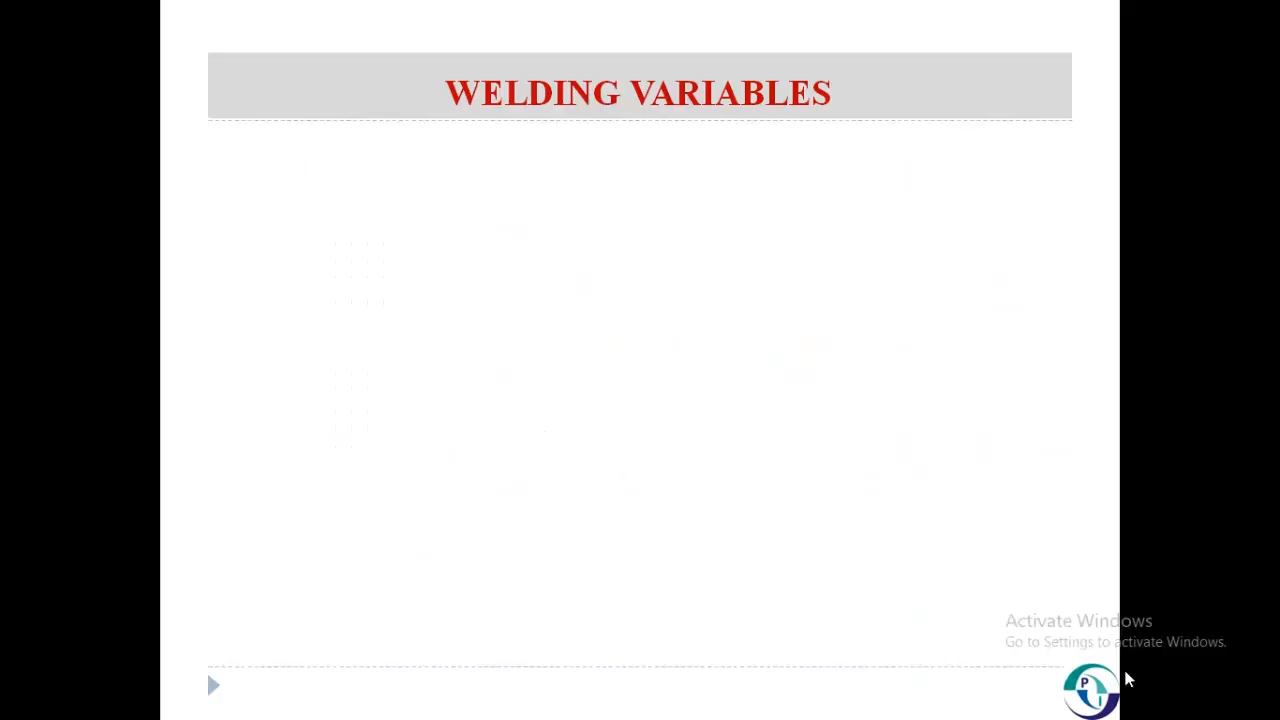 WELDING VARIABLES
Activate Windows
Go to Settings to activate Windows.
P
I